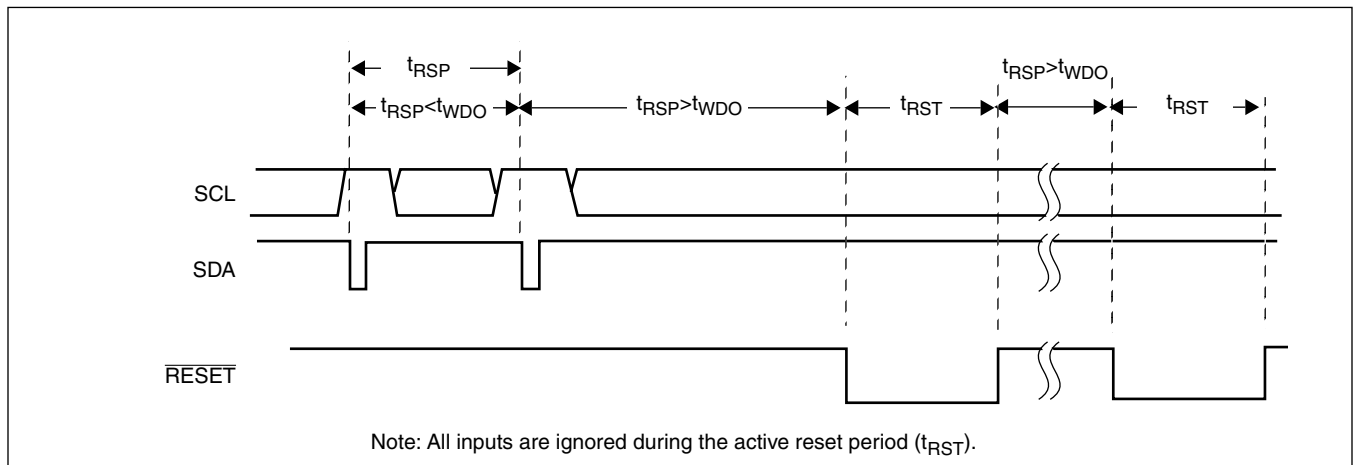 tRSP
tRSP>tWDO
tRSP<tWDO
tRSP>tWDO
tRST
tRST
SCL
SDA
RESET
Note: All inputs are ignored during the active reset period (tRST).